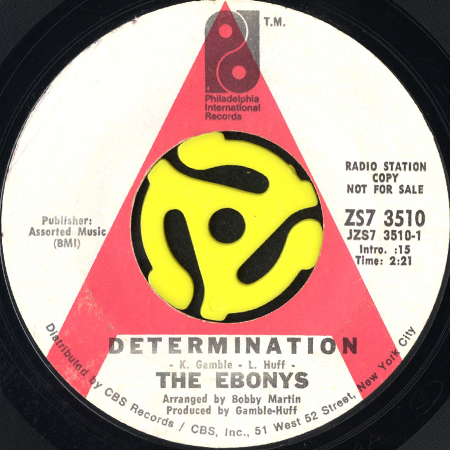 T.M.
Philadelphia
International
Records
RADIO STATION
COPY
NOT FOR SALE
Publisher:
Assorted Music
(BMI)
ZS7 3510
JZS7 3510-1
Intro. :15
Time: 2:21
DETERMINATION
- K. Gamble - L. Huff -
THE EBONYS
Arranged by Bobby Martin
Produced by Gamble-Huff
Distributed by CBS Records / CBS, Inc., 51 West 52 Street, New York City